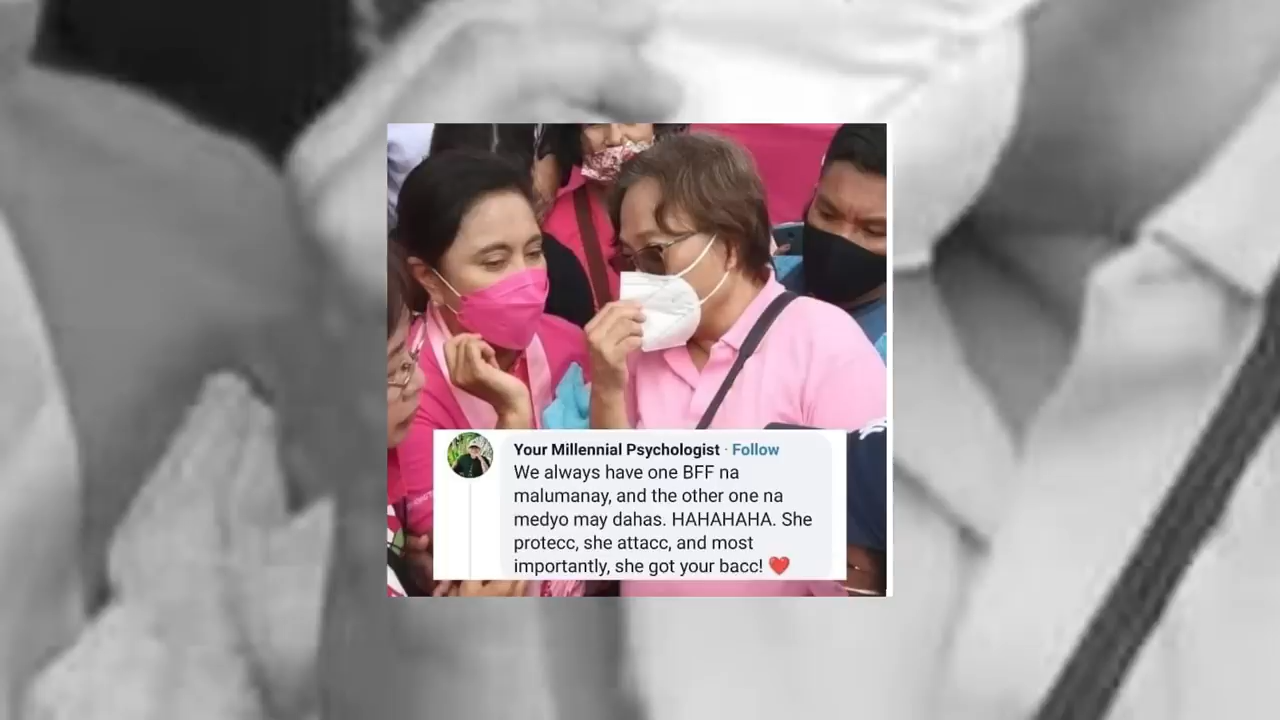 Your Millennial Psychologist · Follow
We always have one BFF na
malumanay, and the other one na
medyo may dahas. HAHAHAHA. She
protecc, she attacc, and most
importantly, she got your bacc! ❤️